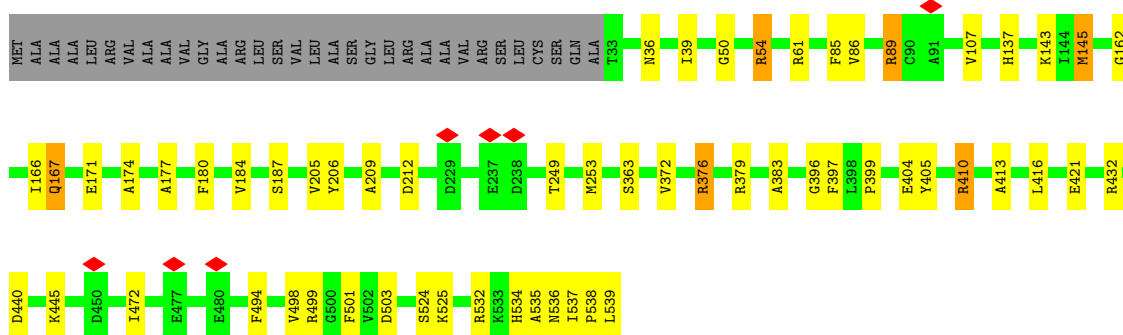 MET ALA ALA ALA LEU ARG VAL ALA ALA VAL GLY ALA ARG LEU SER VAL LEU ALA SER SER GLY LEU ARG ALA ALA VAL ARG SER LEU CYS SER GLN ALA T33 N36 I39 G50 R54 R61 F85 V86 R89 C90 A91 V107 H137 K143 I144 M145 G162
I166 Q167 E171 A174 A177 F180 V184 S187 V205 Y206 A209 D212 D229 E237 D238 T249 M253 S363 V372 R376 R379 A383 G396 F397 L398 P399 E404 Y405 R410 A413 L416 E421 R432
D440 K445 D450 I472 E477 E480 F494 V498 R499 G500 F501 V502 D503 S524 K525 R532 K533 H534 A535 N536 I537 P538 L539